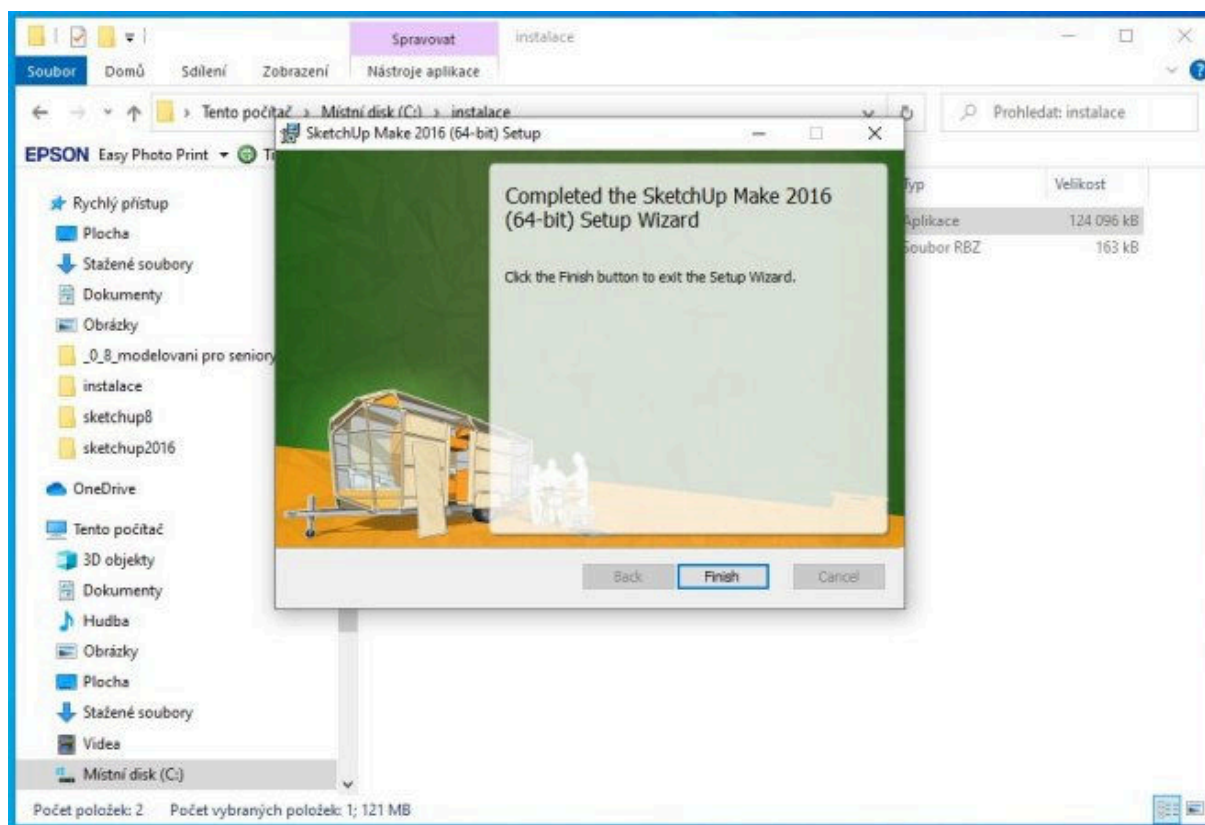 Spravovat
instalace
Soubor Domů Sdílení Zobrazení Nástroje aplikace
Tento počítač › Místní disk (C:) › instalace
Prohledat: instalace
SketchUp Make 2016 (64-bit) Setup
EPSON Easy Photo Print
Typ Velikost
Aplikace 124 096 kB
Soubor RBZ 163 kB
Rychlý přístup
Plocha
Stažené soubory
Dokumenty
Obrázky
_0_8_modelovani pro seniory
instalace
sketchup8
sketchup2016
OneDrive
Tento počítač
3D objekty
Dokumenty
Hudba
Obrázky
Plocha
Stažené soubory
Videa
Místní disk (C:)
Completed the SketchUp Make 2016
(64-bit) Setup Wizard
Click the Finish button to exit the Setup Wizard.
Back Finish Cancel
Počet položek: 2 Počet vybraných položek: 1; 121 MB